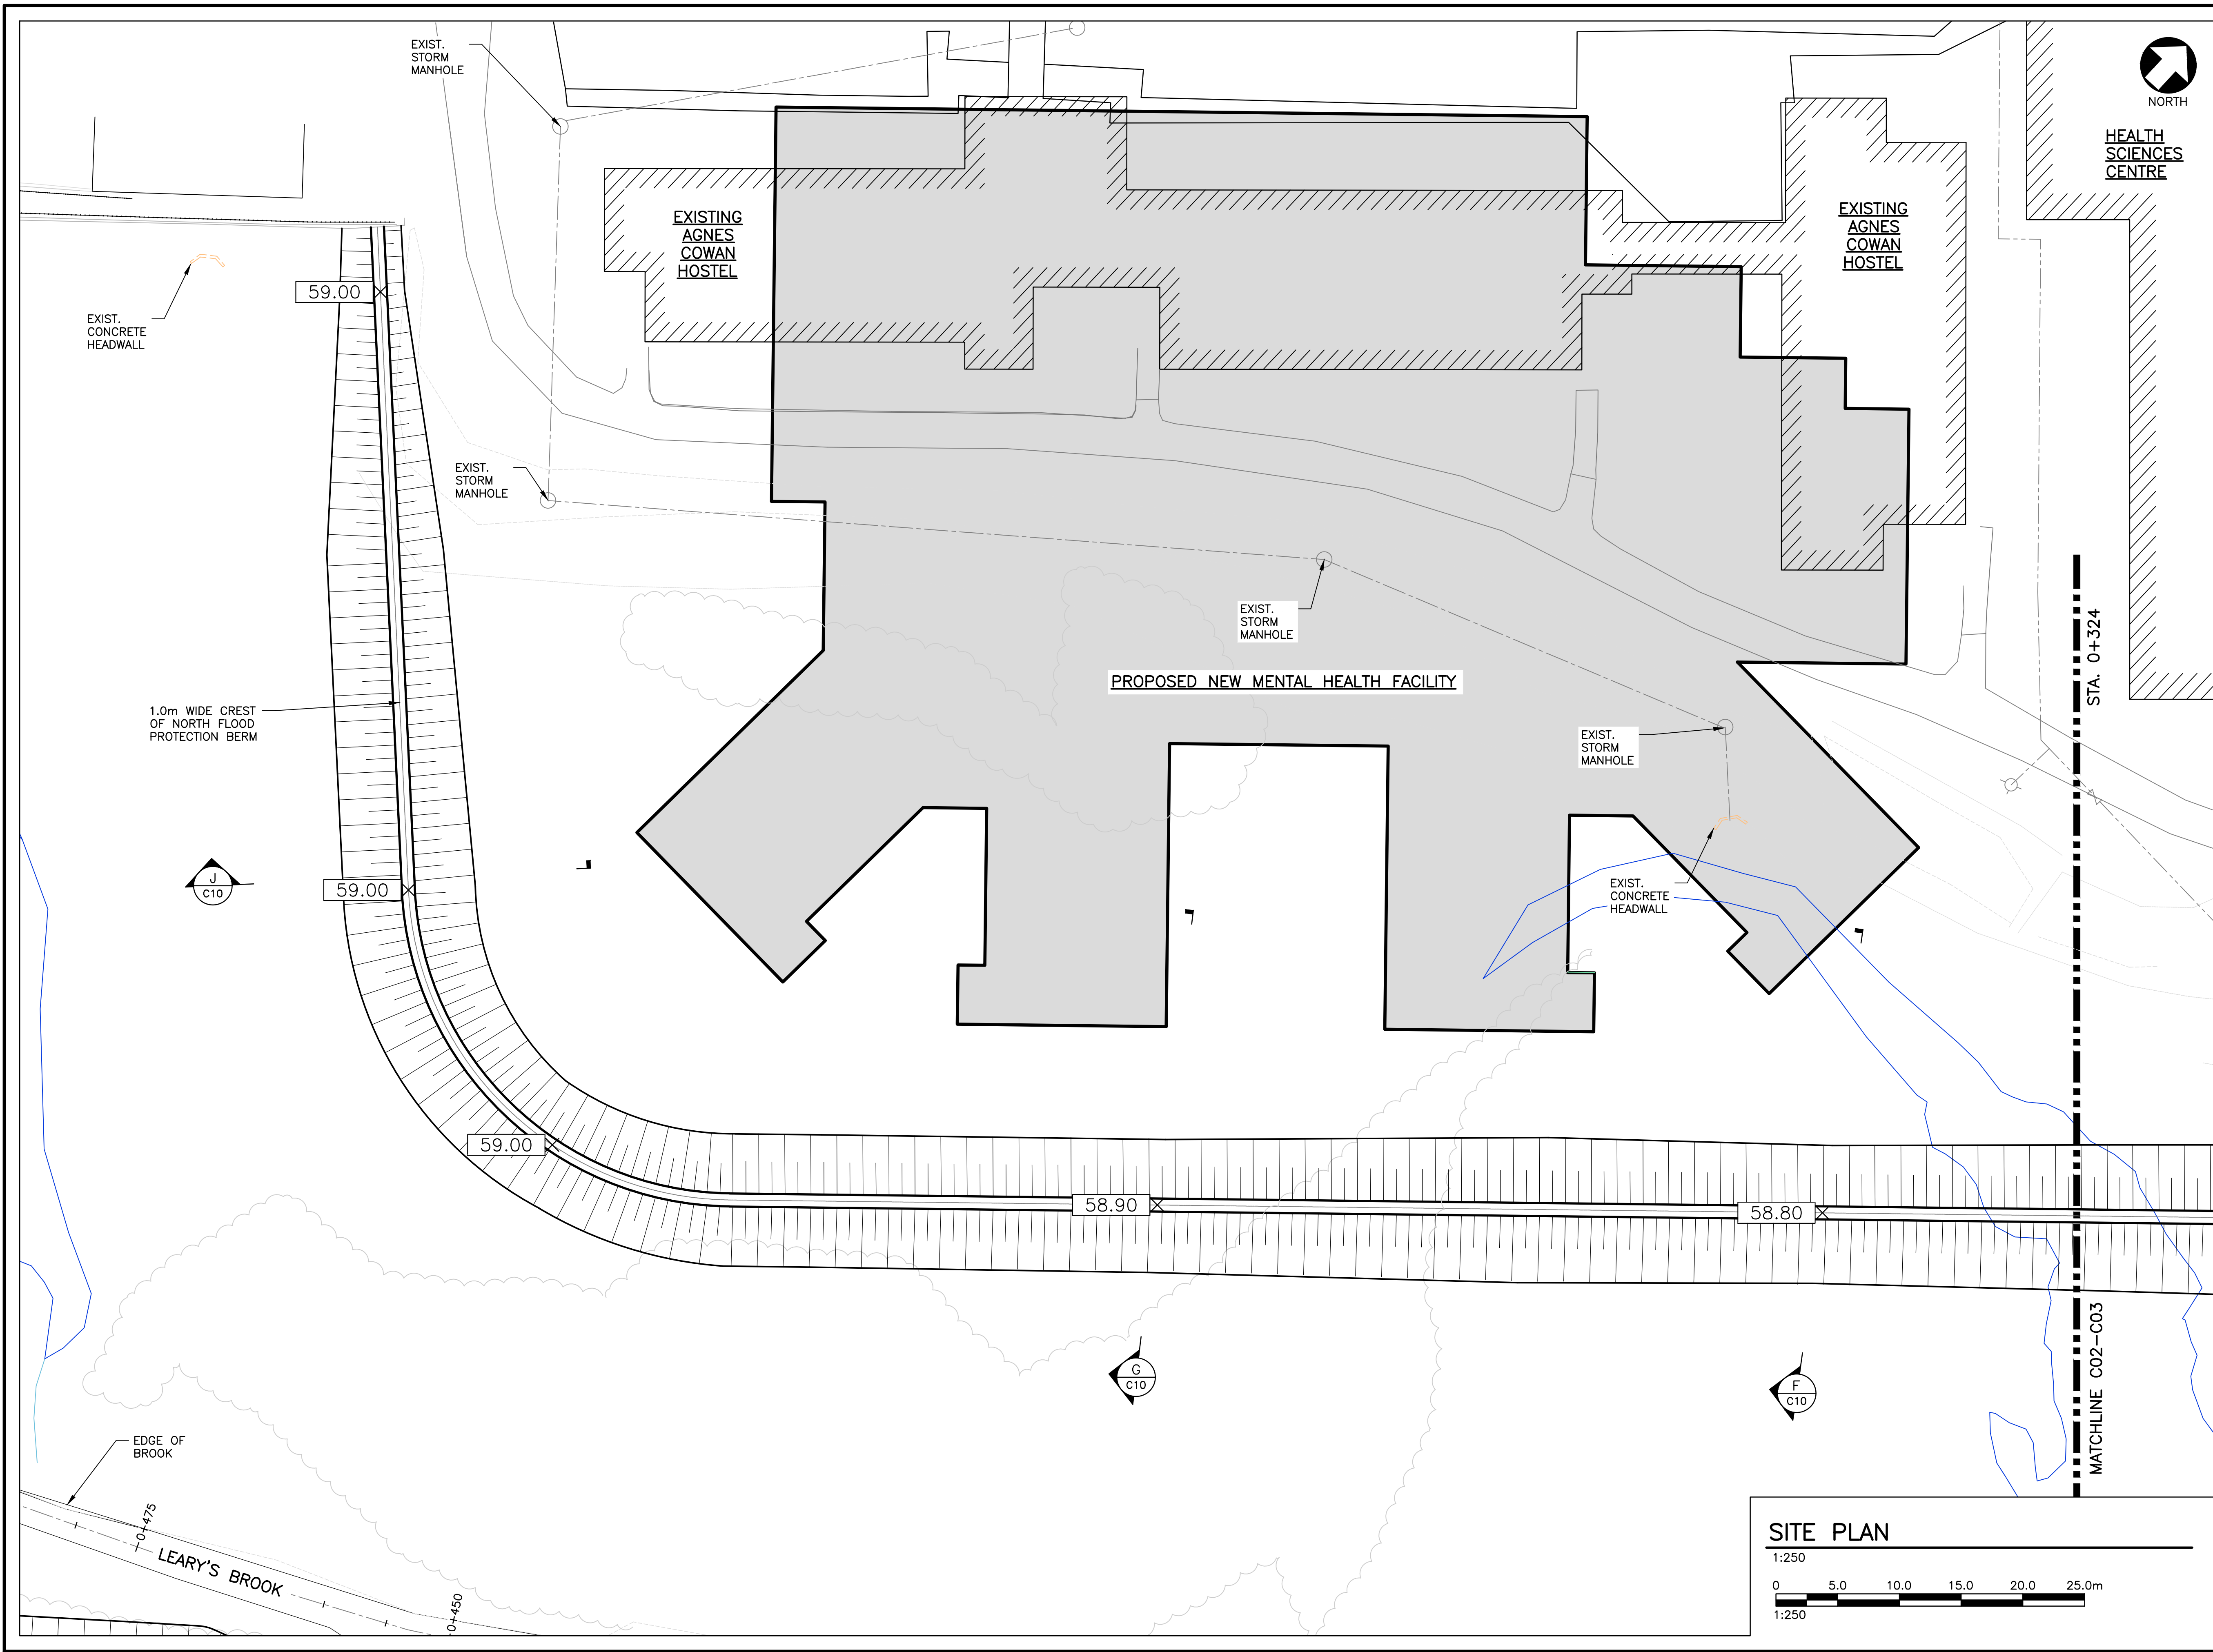 EXIST.
STORM
MANHOLE
NORTH
HEALTH
SCIENCES
CENTRE
EXISTING
AGNES
COWAN
HOSTEL
EXISTING
AGNES
COWAN
HOSTEL
59.00
EXIST.
CONCRETE
HEADWALL
EXIST.
STORM
MANHOLE
EXIST.
STORM
MANHOLE
STA. 0+324
PROPOSED NEW MENTAL HEALTH FACILITY
1.0m WIDE CREST
OF NORTH FLOOD
PROTECTION BERM
EXIST.
STORM
MANHOLE
J
C10
59.00
EXIST.
CONCRETE
HEADWALL
59.00
58.90
58.80
G
C10
F
C10
MATCHLINE C02-C03
EDGE OF
BROOK
0+475
LEARY'S BROOK
0+450
SITE PLAN
1:250
0 5.0 10.0 15.0 20.0 25.0m
1:250